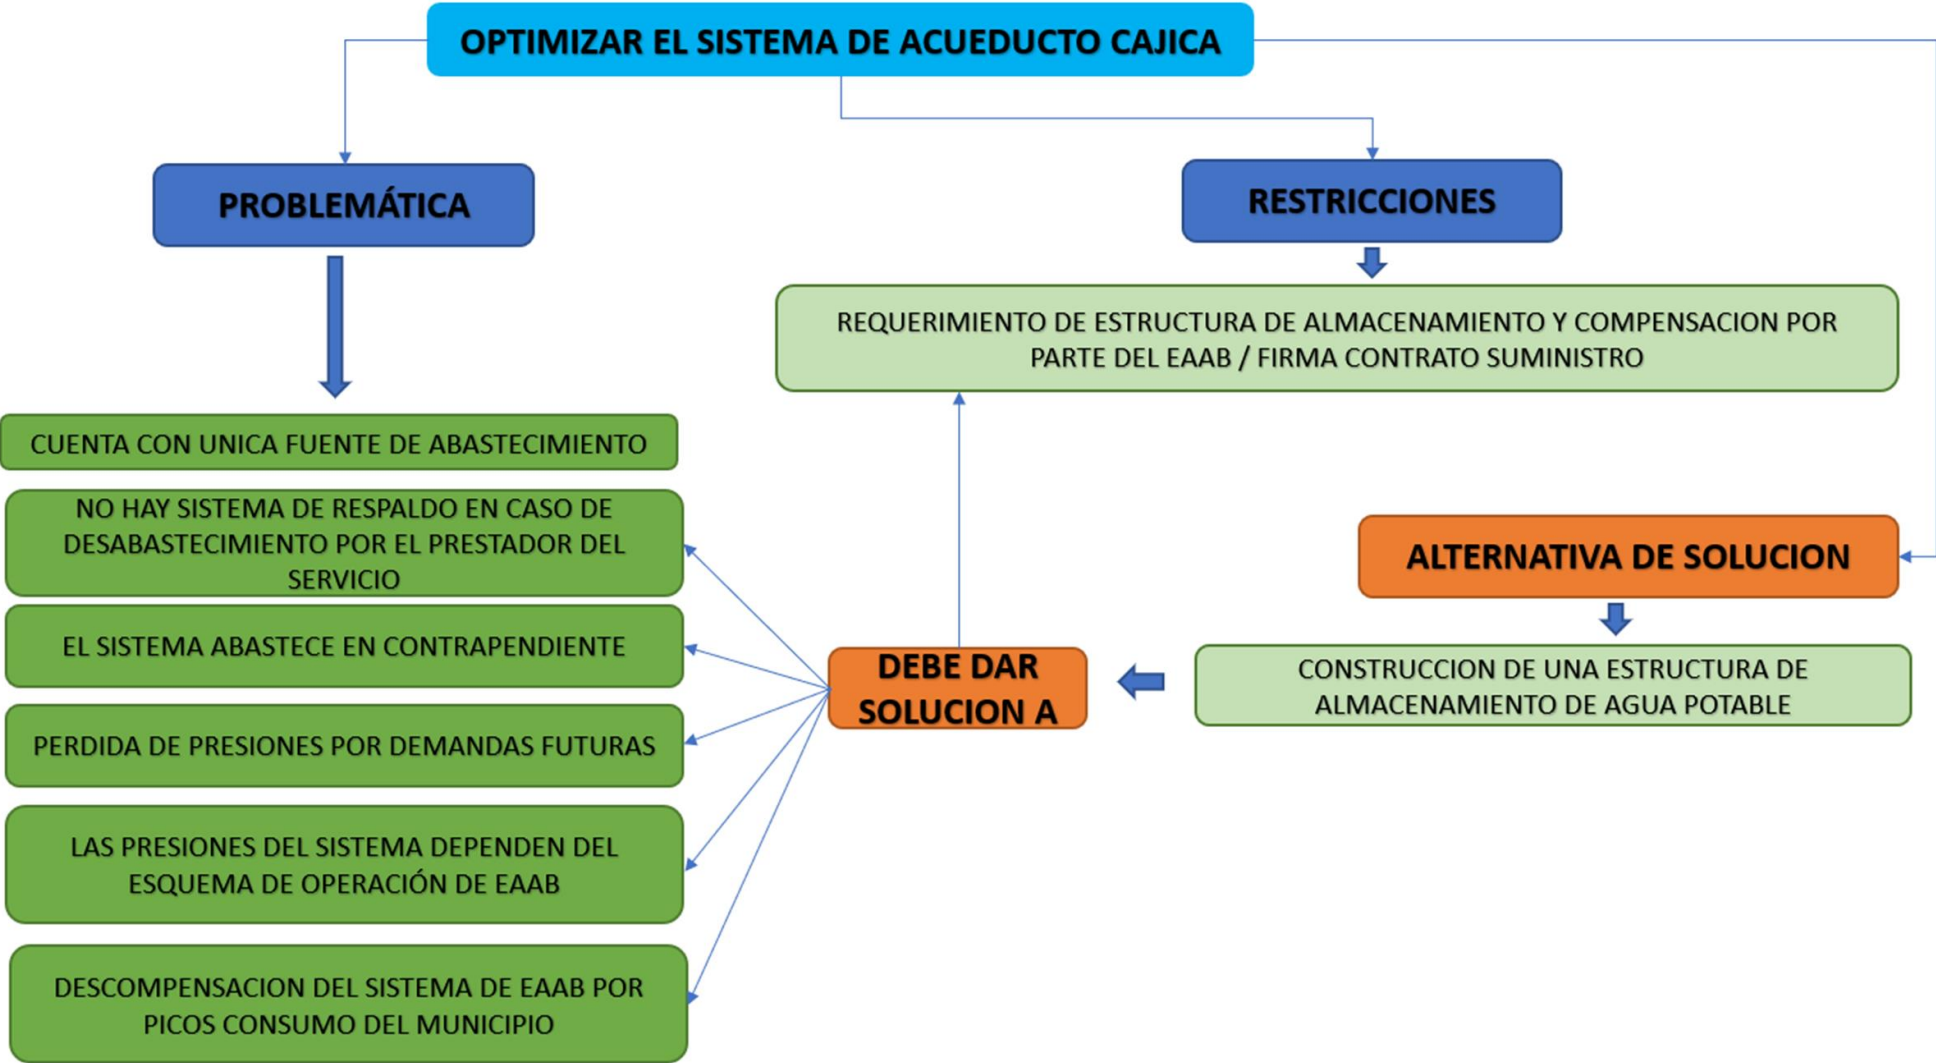 OPTIMIZAR EL SISTEMA DE ACUEDUCTO CAJICA
PROBLEMÁTICA
RESTRICCIONES
REQUERIMIENTO DE ESTRUCTURA DE ALMACENAMIENTO Y COMPENSACION POR
PARTE DEL EAAB / FIRMA CONTRATO SUMINISTRO
CUENTA CON UNICA FUENTE DE ABASTECIMIENTO
NO HAY SISTEMA DE RESPALDO EN CASO DE
DESABASTECIMIENTO POR EL PRESTADOR DEL
SERVICIO
EL SISTEMA ABASTECE EN CONTRAPENDIENTE
PERDIDA DE PRESIONES POR DEMANDAS FUTURAS
LAS PRESIONES DEL SISTEMA DEPENDEN DEL
ESQUEMA DE OPERACIÓN DE EAAB
DESCOMPENSACION DEL SISTEMA DE EAAB POR
PICOS CONSUMO DEL MUNICIPIO
DEBE DAR
SOLUCION A
ALTERNATIVA DE SOLUCION
CONSTRUCCION DE UNA ESTRUCTURA DE
ALMACENAMIENTO DE AGUA POTABLE